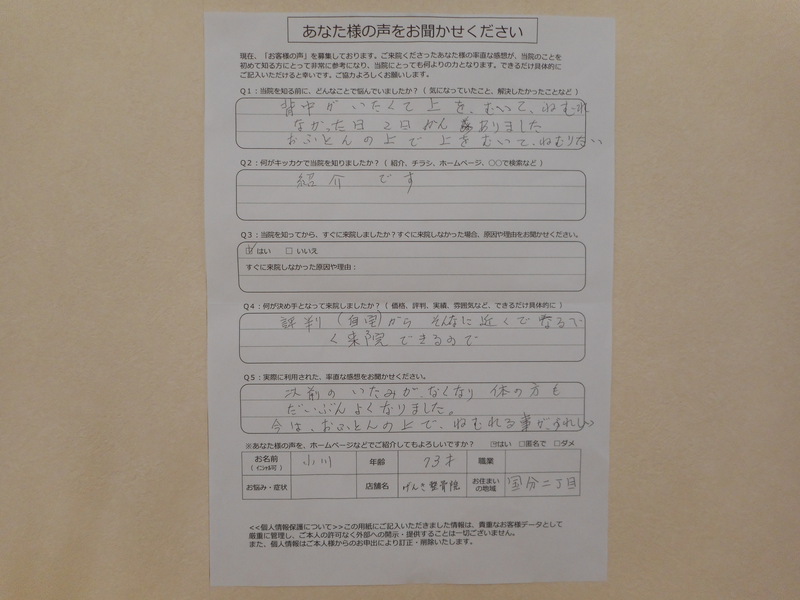 あなた様の声をお聞かせください
現在、「お客様の声」を募集しております。ご来院くださったあなた様の率直な感想が、当院のことを
初めて知る方にとって非常に参考になり、当院にとっても何よりの力となります。できるだけ具体的に
ご記入いただけると幸いです。ご協力よろしくお願いします。
Q1：当院を知る前に、どんなことで悩んでいましたか？（ 気になっていたこと、解決したかったことなど ）
背中がいたくて上を、むいて、ねむれ
なかった日 2日かん ありました
おふとんの上で上をむいて、ねむりたい
Q2：何がキッカケで当院を知りましたか？（ 紹介、チラシ、ホームページ、○○で検索など ）
紹介 です
Q3：当院を知ってから、すぐに来院しましたか？すぐに来院しなかった場合、原因や理由をお聞かせください。
☑はい □いいえ
すぐに来院しなかった原因や理由：
Q4：何が決め手となって来院しましたか？（ 価格、評判、実績、雰囲気など、できるだけ具体的に ）
評判（自宅）から そんなに近くで
く来院できるので
Q5：実際に利用された、率直な感想をお聞かせください。
前のいたみが、なくなり 体の方も
だいぶんよくなりました。
今は、おふとんの上で、ねむれる事が、うれしい
※あなた様の声を、ホームページなどでご紹介してもよろしいですか？ ☑はい □匿名で □ダメ
お名前（イニシャル可） 小川 年齢 73才 職業
お悩み・症状 店舗名 げんき整骨院 お住まいの地域 国分二丁目
<<個人情報保護について>>この用紙にご記入いただきました情報は、貴重なお客様データとして
厳重に管理し、ご本人の許可なく外部への開示・提供することは一切ございません。
また、個人情報はご本人様からのお申出により訂正・削除いたします。